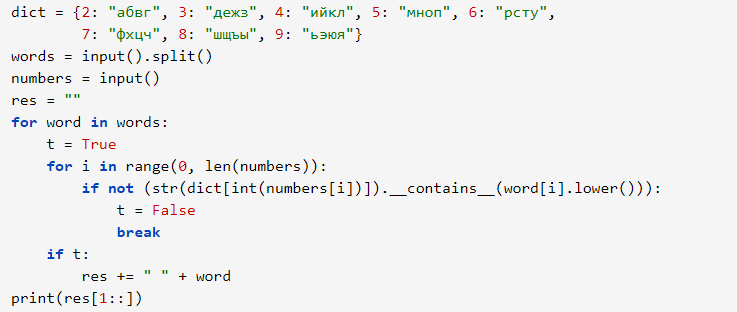 dict = {2: "абвг", 3: "дежз", 4: "ийкл", 5: "мноп", 6: "рсту",
        7: "фхцч", 8: "шщъы", 9: "ьэюя"}
words = input().split()
numbers = input()
res = ""
for word in words:
    t = True
    for i in range(0, len(numbers)):
        if not (str(dict[int(numbers[i])]).__contains__(word[i].lower())):
            t = False
            break
    if t:
        res += " " + word
print(res[1::])